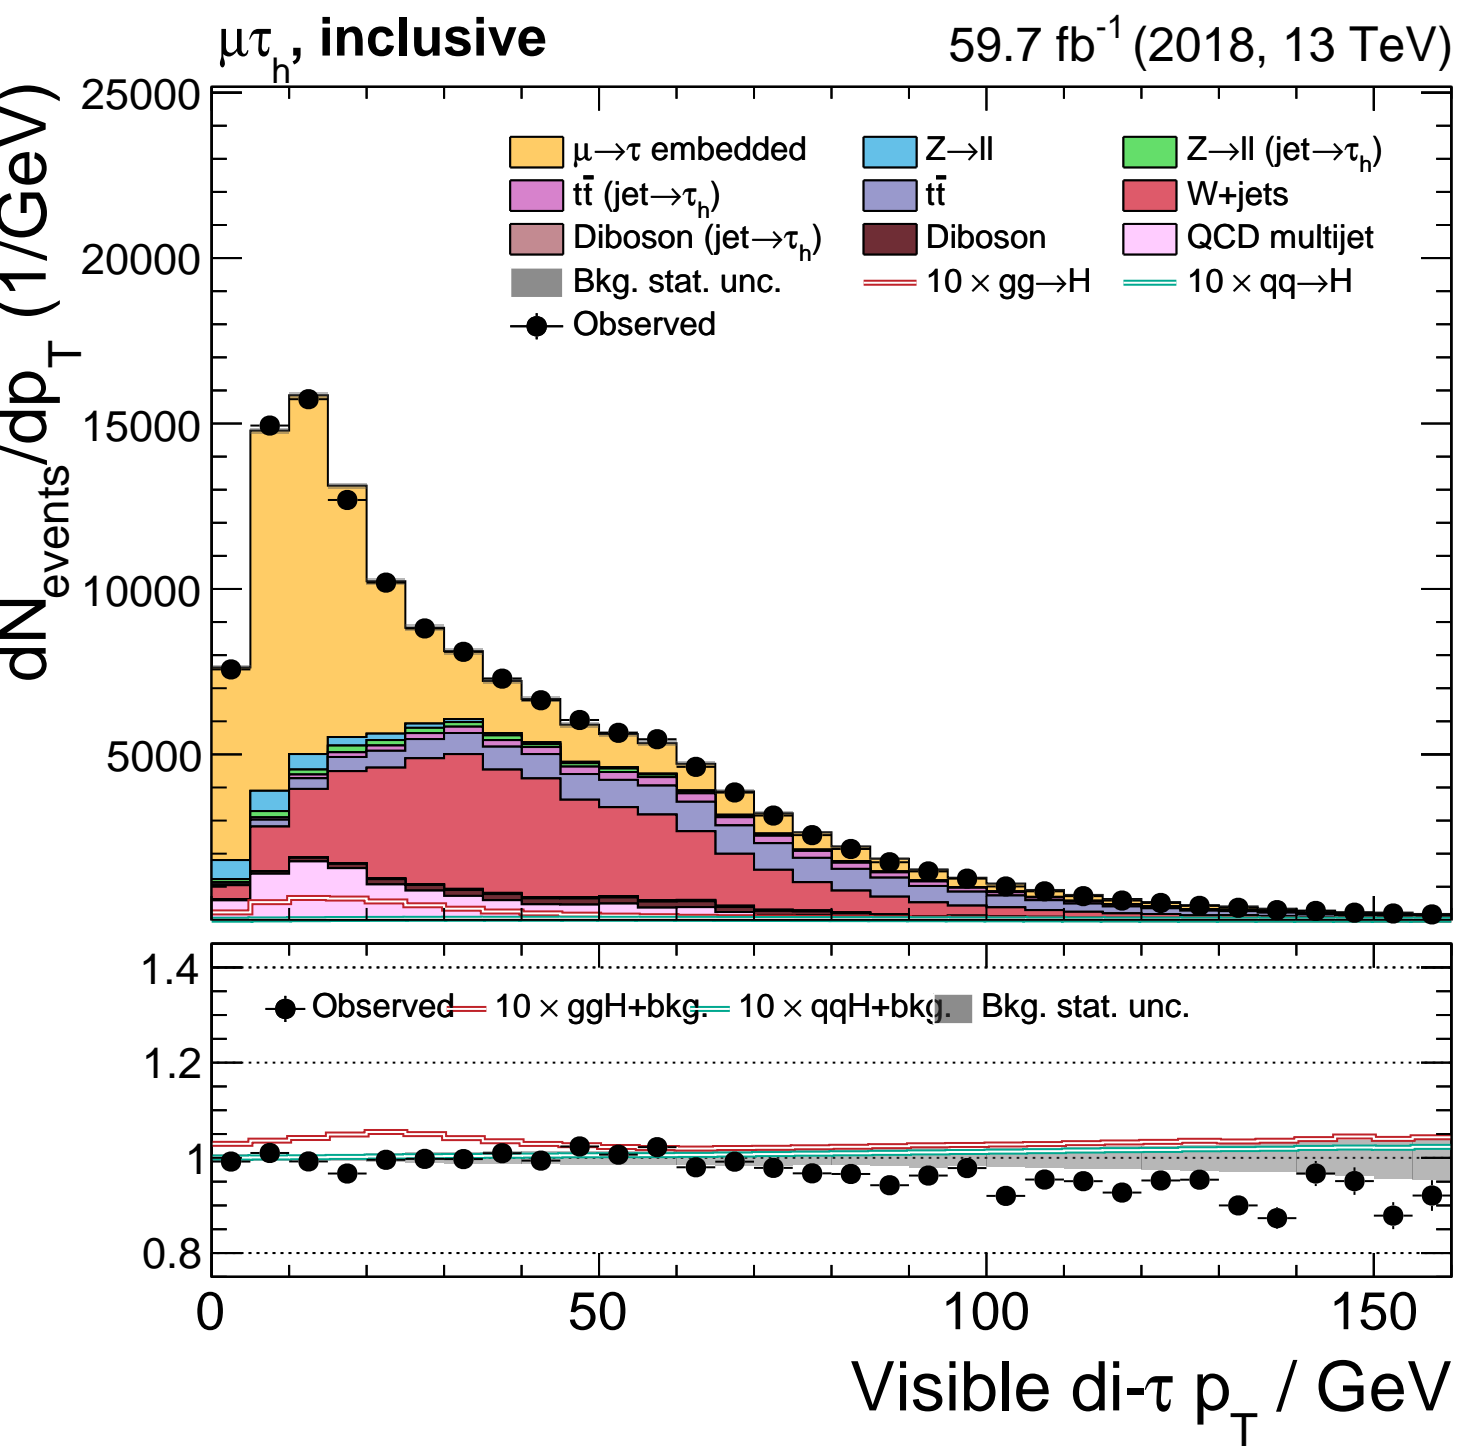 μτh, inclusive
59.7 fb-1 (2018, 13 TeV)
dNevents/dpT (1/GeV)
25000
20000
15000
10000
5000
μ→τ embedded
Z→ll
Z→ll (jet→τh)
tt̄ (jet→τh)
tt̄
W+jets
Diboson (jet→τh)
Diboson
QCD multijet
Bkg. stat. unc.
10 × gg→H
10 × qq→H
Observed
1.4
1.2
1
0.8
Observed
10 × ggH+bkg.
10 × qqH+bkg.
Bkg. stat. unc.
0
50
100
150
Visible di-τ pT / GeV